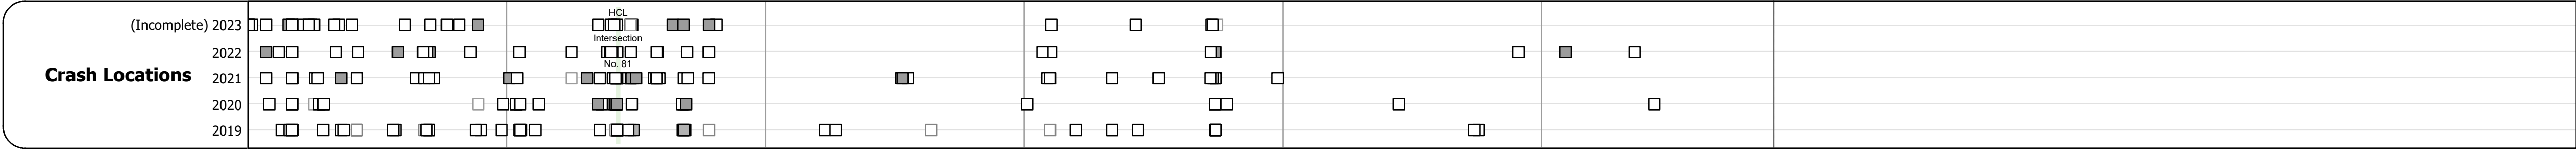 HCL
(Incomplete) 2023
Intersection
2022
No. 81
Crash Locations
2021
2020
2019